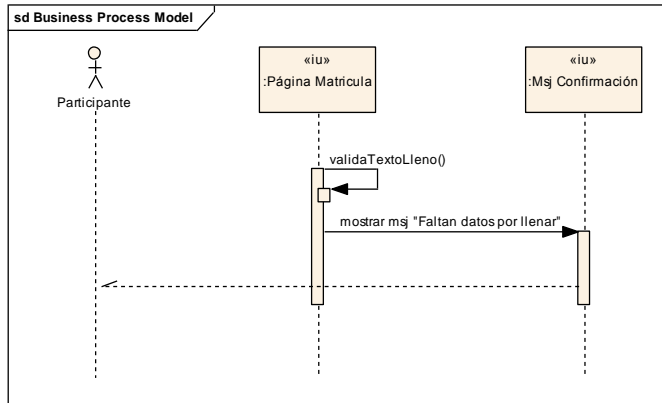 sd Business Process Model
Participante
«iu»
:Página Matricula
«iu»
:Msj Confirmación
validaTextoLleno()
mostrar msj "Faltan datos por llenar"